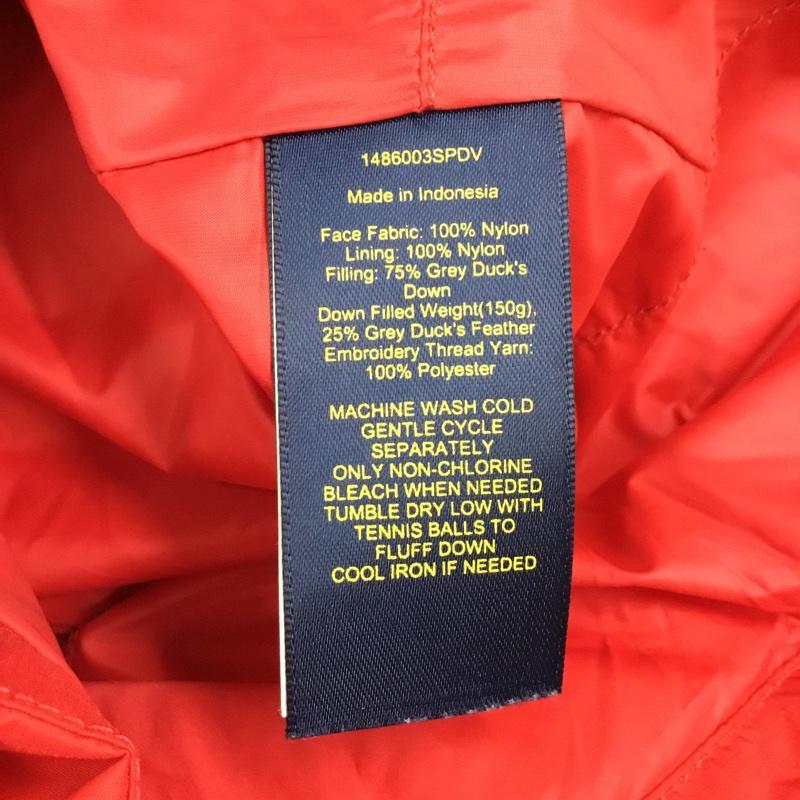 1486003SPDV
Made in Indonesia
Face Fabric: 100% Nylon
Lining: 100% Nylon
Filling: 75% Grey Duck's
Down
Down Filled Weight(150g),
25% Grey Duck's Feather
Embroidery Thread Yarn:
100% Polyester
MACHINE WASH COLD
GENTLE CYCLE
SEPARATELY
ONLY NON-CHLORINE
BLEACH WHEN NEEDED
TUMBLE DRY LOW WITH
TENNIS BALLS TO
FLUFF DOWN
COOL IRON IF NEEDED